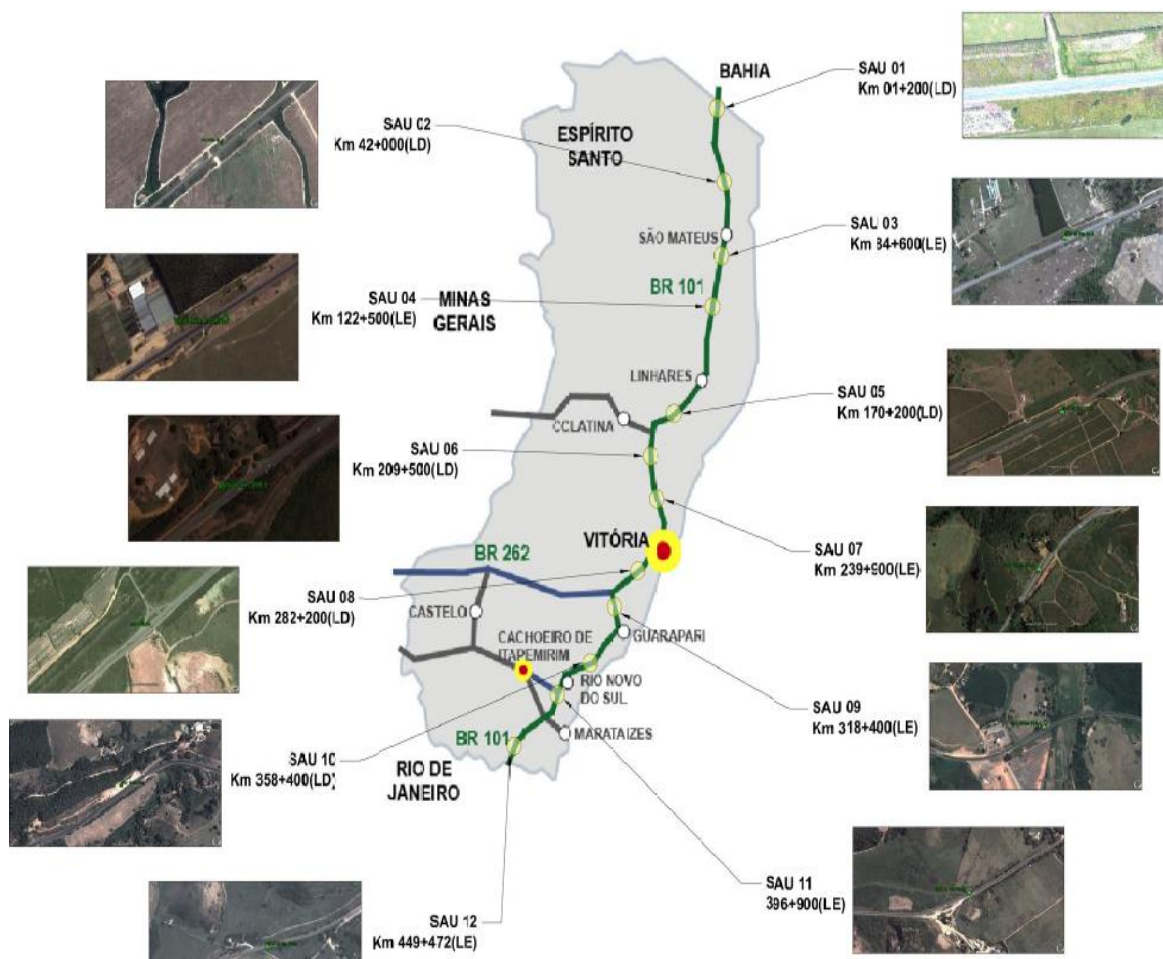 BAHIA
SAU 01
Km 01+200(LD)
SAU 02
Km 42+000(LD)
ESPÍRITO
SANTO
SÃO MATEUS
SAU 03
Km 84+600(LE)
BR 101
SAU 04
Km 122+500(LE)
MINAS
GERAIS
LINHARES
SAU 05
Km 170+200(LD)
COLATINA
SAU 06
Km 209+500(LD)
VITÓRIA
SAU 07
Km 239+900(LE)
BR 262
SAU 08
Km 282+200(LD)
CASTELO
GUARAPARI
CACHOEIRO DE
ITAPEMIRIM
RIO NOVO
DO SUL
SAU 09
Km 318+400(LE)
MARATAIZES
BR 101
SAU 10
Km 358+400(LD)
RIO DE
JANEIRO
SAU 11
396+900(LE)
SAU 12
Km 449+472(LE)